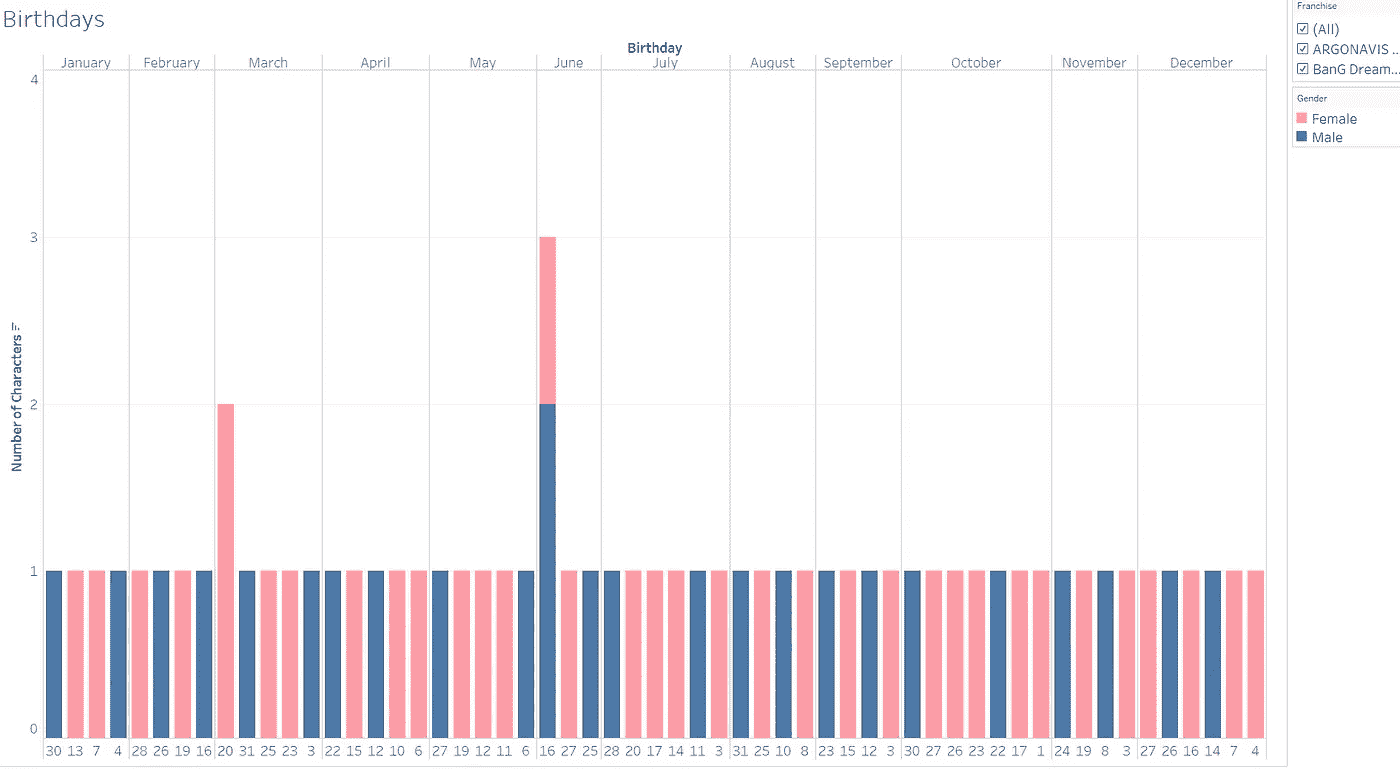 Birthdays
Birthday
January February March April May June July August September October November December
4
3
2
1
0
Number of Characters
30 13 7 4 28 26 19 16 20 31 25 23 3 22 15 12 10 6 27 19 12 11 6 16 27 25 28 20 17 14 11 3 31 25 10 8 23 15 12 3 30 27 26 23 22 17 1 24 19 8 3 27 26 16 14 7 4
Franchise
(All)
ARGONAVIS ..
BanG Dream...
Gender
Female
Male